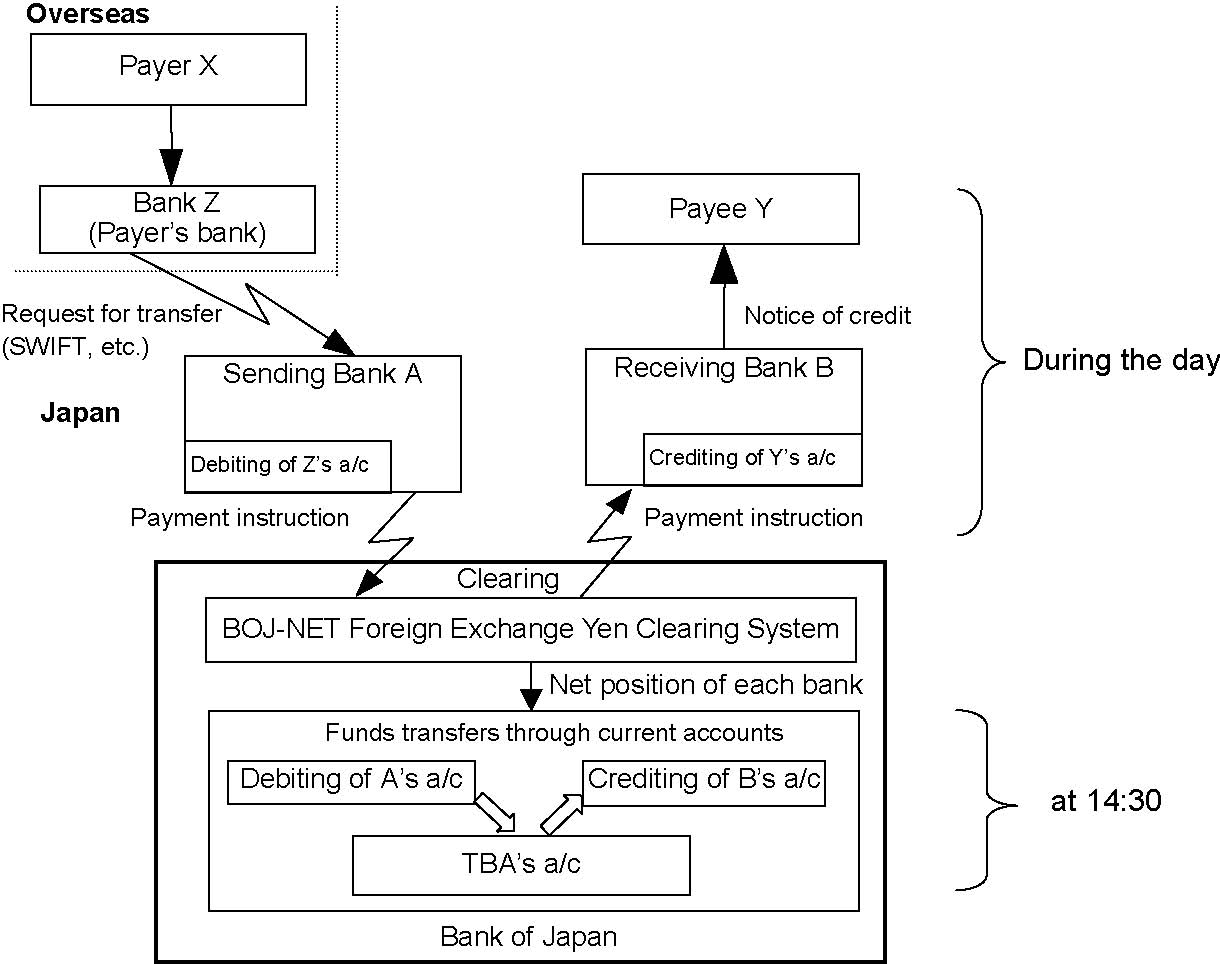 Overseas
Payer X
Bank Z
(Payer's bank)
Payee Y
Request for transfer
(SWIFT, etc.)
Notice of credit
During the day
Sending Bank A
Receiving Bank B
Japan
Debiting of Z's a/c
Crediting of Y's a/c
Payment instruction
Payment instruction
Clearing
BOJ-NET Foreign Exchange Yen Clearing System
Net position of each bank
Funds transfers through current accounts
Debiting of A's a/c
Crediting of B's a/c
at 14:30
TBA's a/c
Bank of Japan